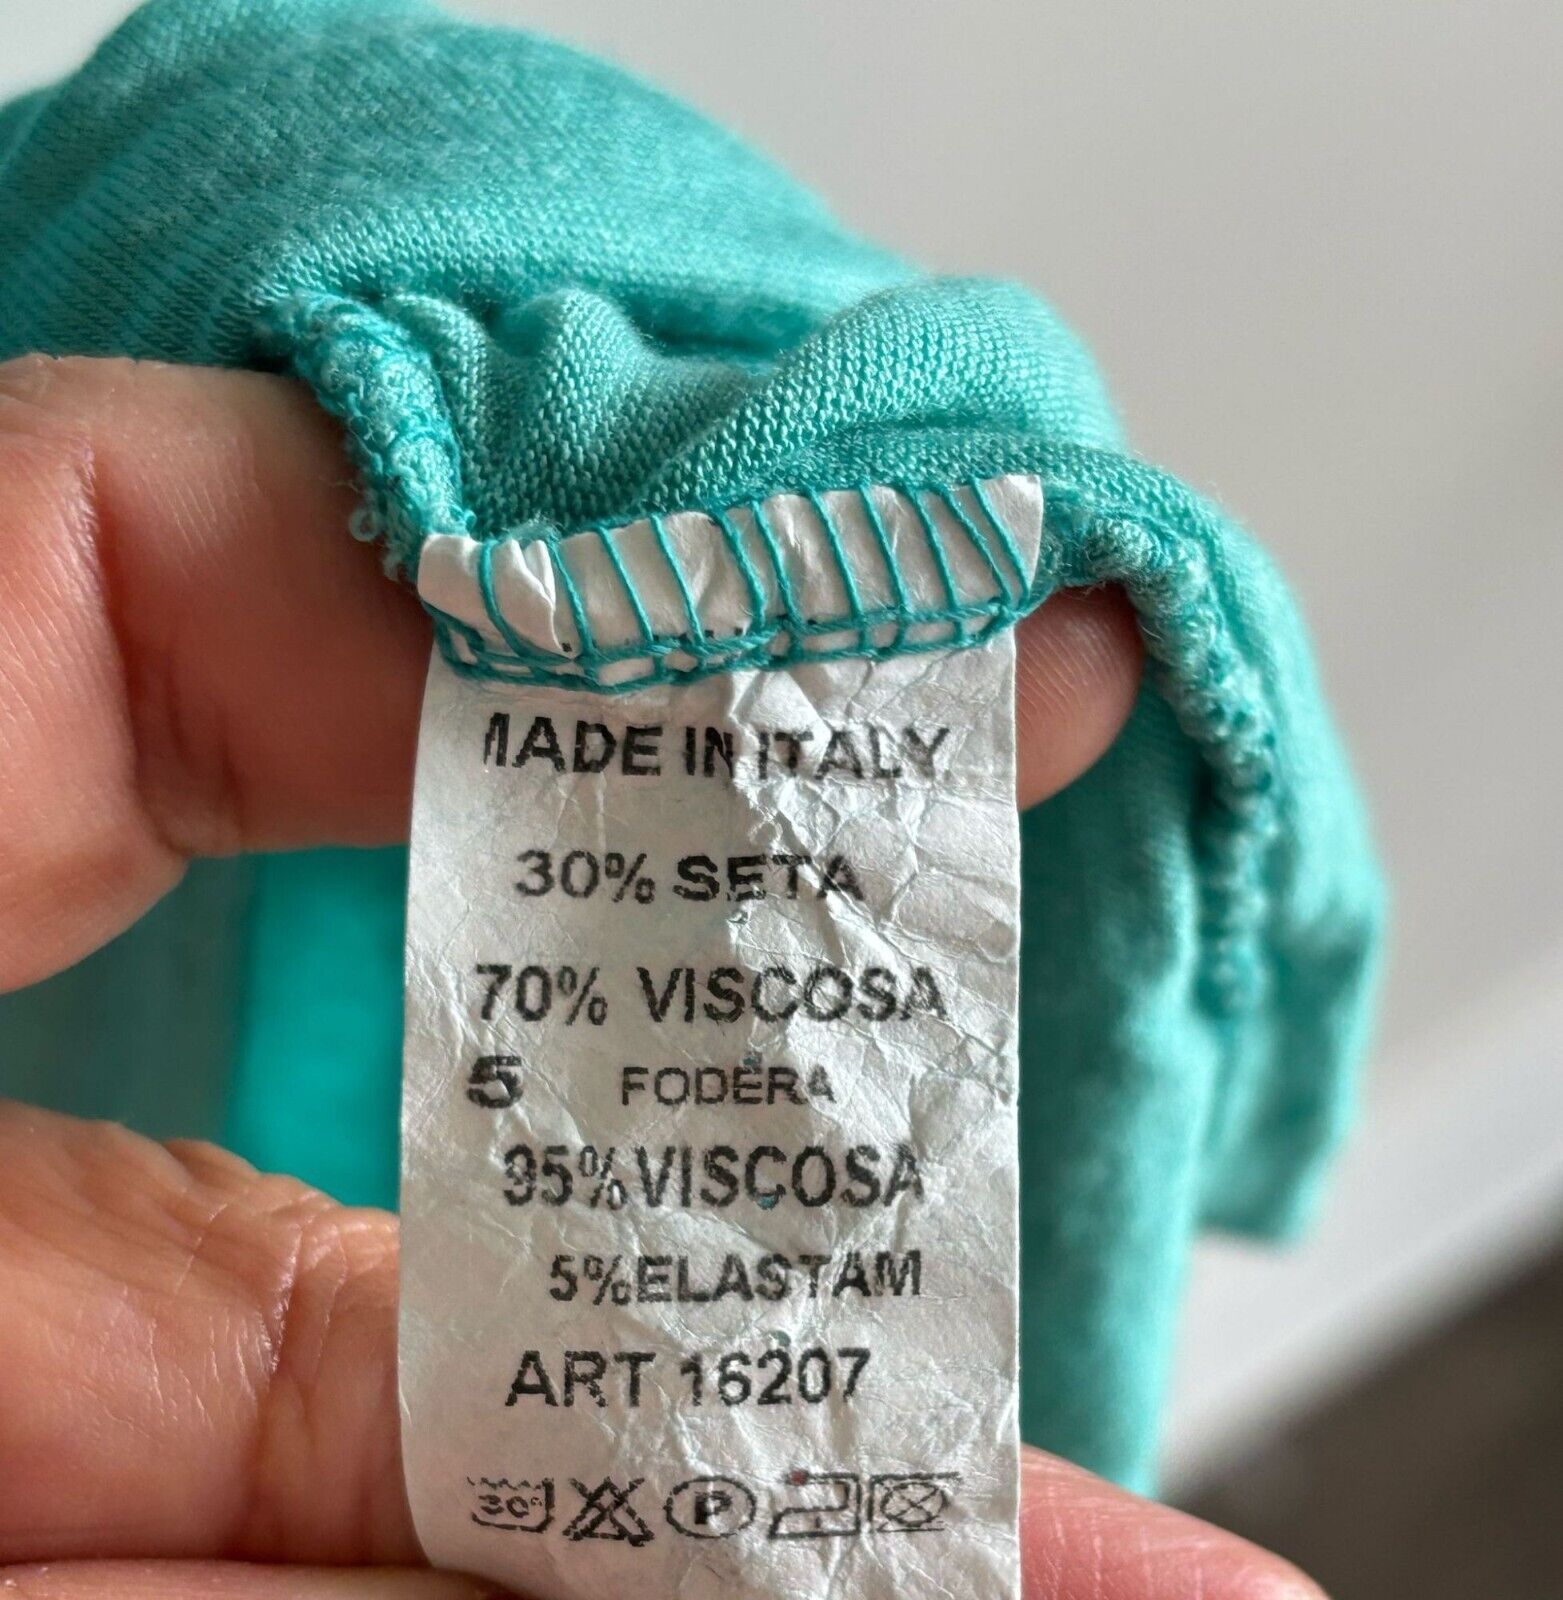 MADE IN ITALY
30% SETA
70% VISCOSA
5 FODERA
95% VISCOSA
5% ELASTAM
ART 16207
30° P